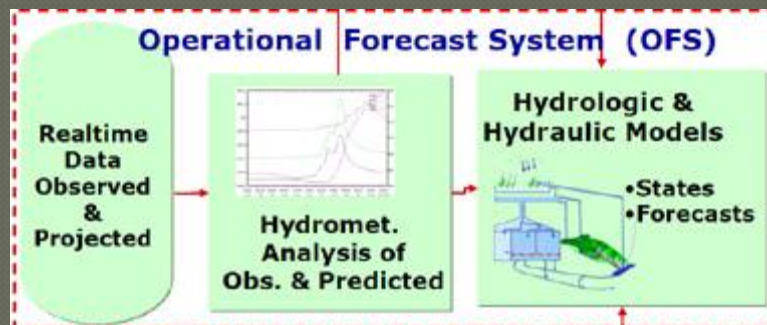 Operational Forecast System (OFS)
Realtime
Data
Observed
&
Projected
Hydromet.
Analysis of
Obs. & Predicted
Hydrologic &
Hydraulic Models
•States
•Forecasts